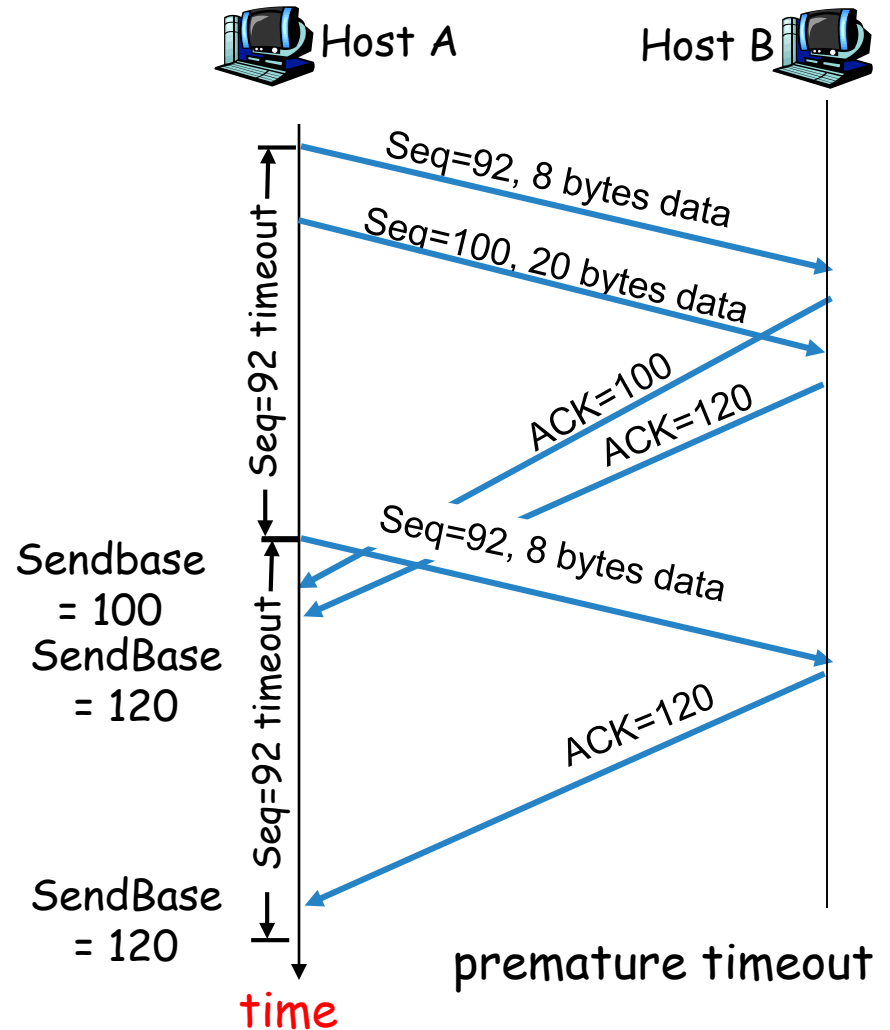 Host A
Host B
Seq=92, 8 bytes data
Seq=100, 20 bytes data
Seq=92 timeout
ACK=100
ACK=120
Seq=92, 8 bytes data
Sendbase
= 100
SendBase
= 120
Seq=92 timeout
ACK=120
SendBase
= 120
premature timeout
time